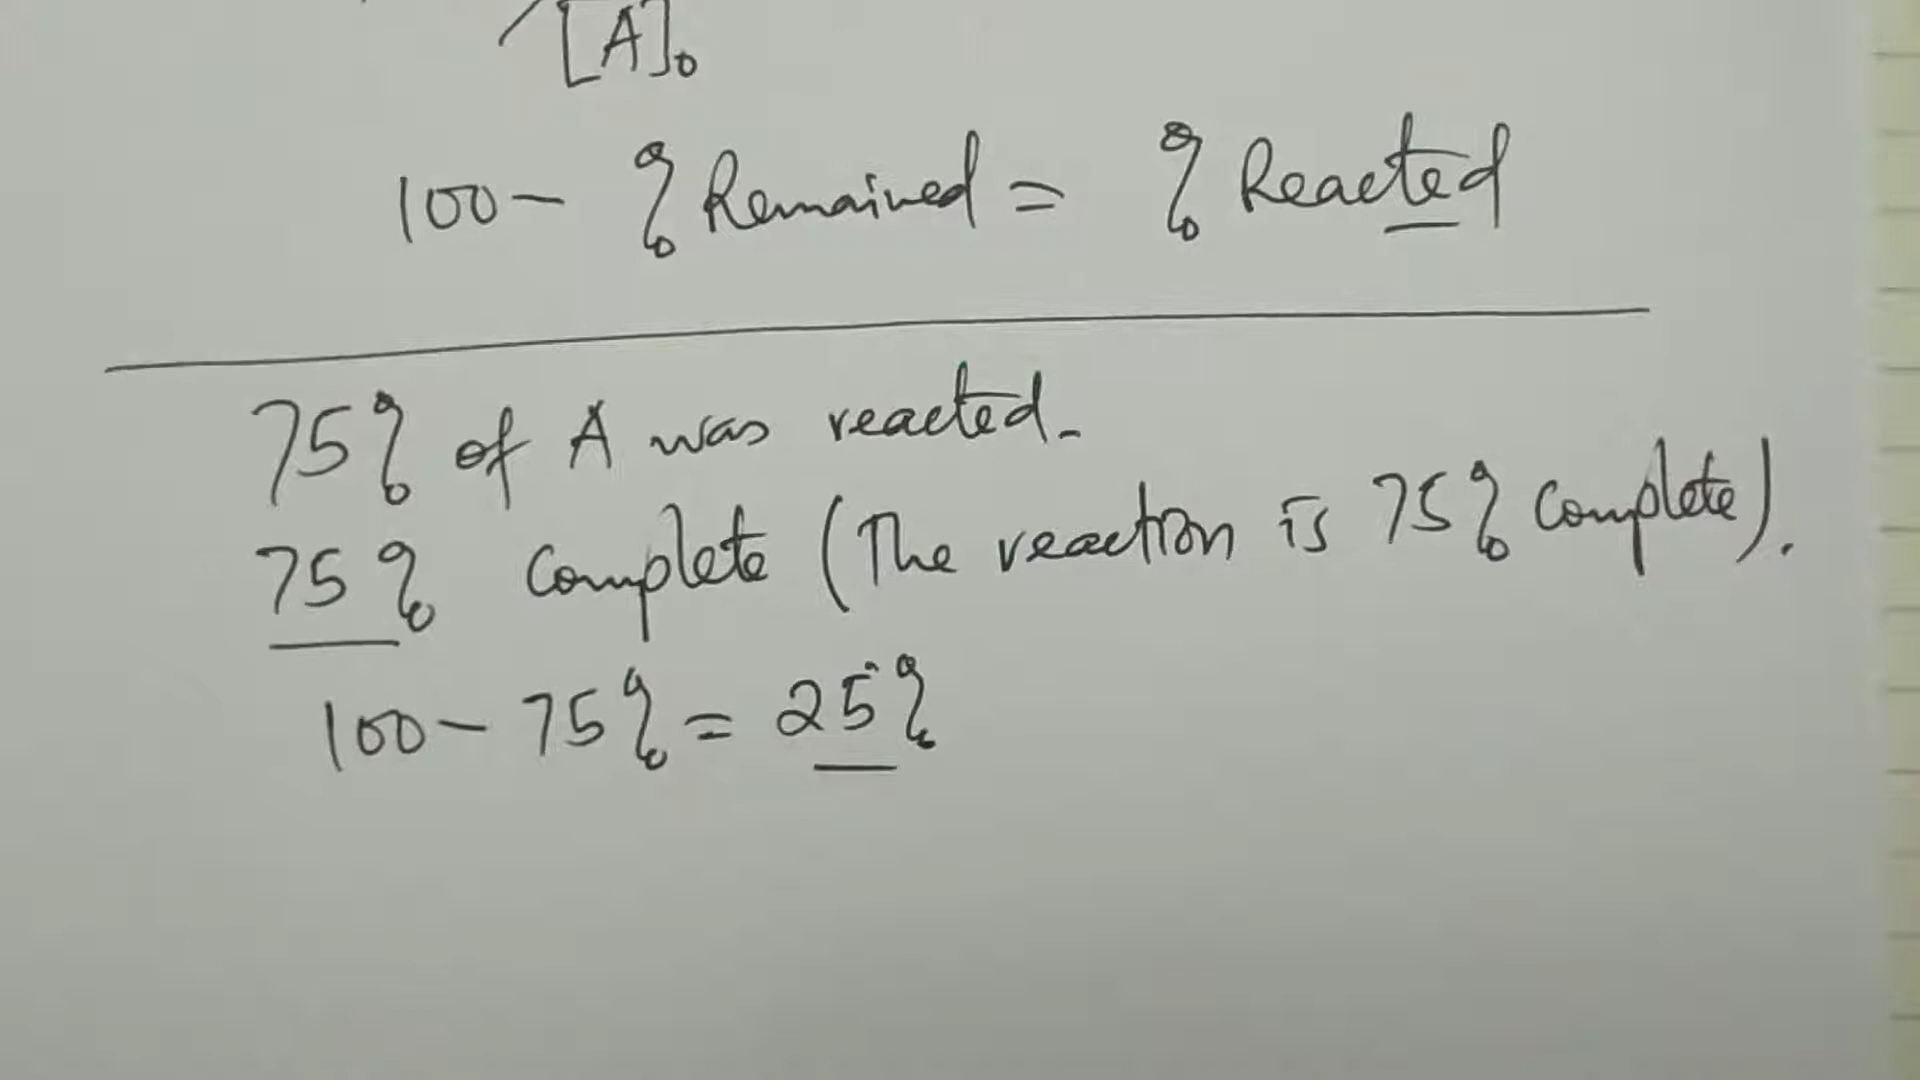 [A]₀
100 - % Remained = % Reacted
75% of A was reacted.
75% Complete (The reaction is 75% Complete).
100 - 75% = 25%